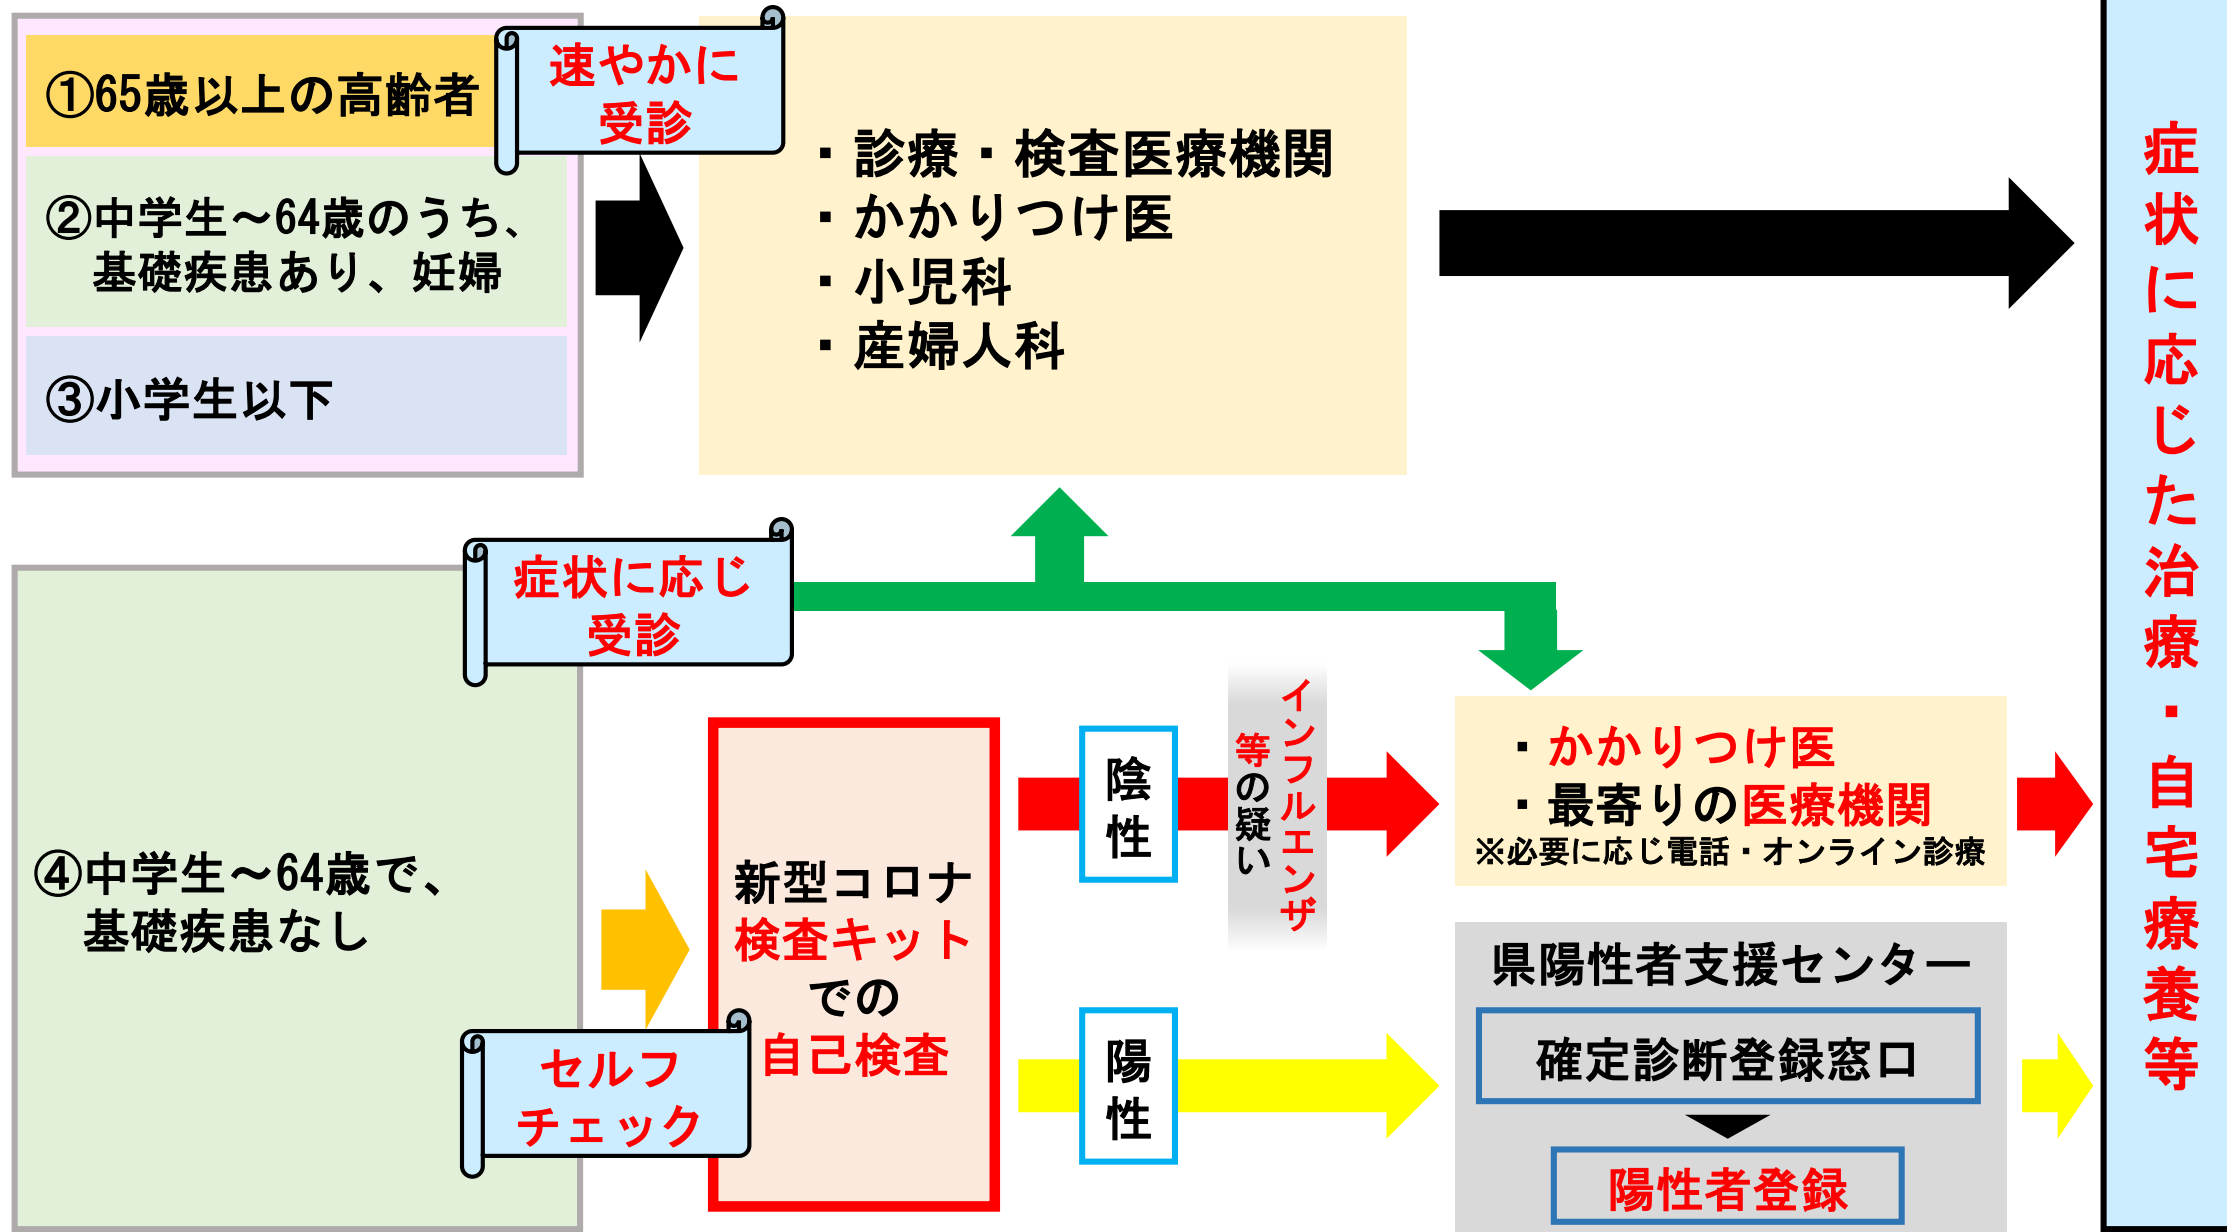 ①65歳以上の高齢者
②中学生～64歳のうち、
基礎疾患あり、妊婦
③小学生以下
速やかに
受診
・診療・検査医療機関
・かかりつけ医
・小児科
・産婦人科
症状に応じ
受診
④中学生～64歳で、
基礎疾患なし
セルフ
チェック
新型コロナ
検査キット
での
自己検査
陰性
インフルエンザ
等の疑い
・かかりつけ医
・最寄りの医療機関
※必要に応じ電話・オンライン診療
陽性
県陽性者支援センター
確定診断登録窓口
陽性者登録
症状に応じた治療・自宅療養等